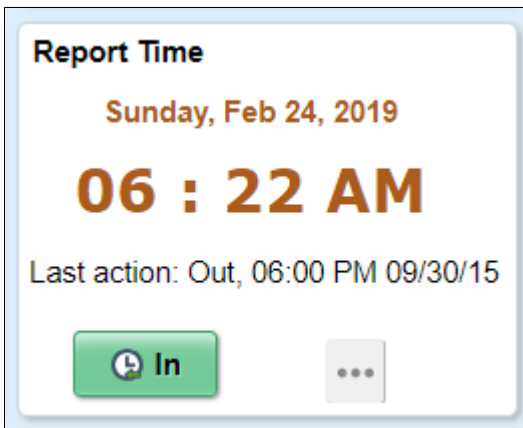 Report Time
Sunday, Feb 24, 2019
06 : 22 AM
Last action: Out, 06:00 PM 09/30/15
In